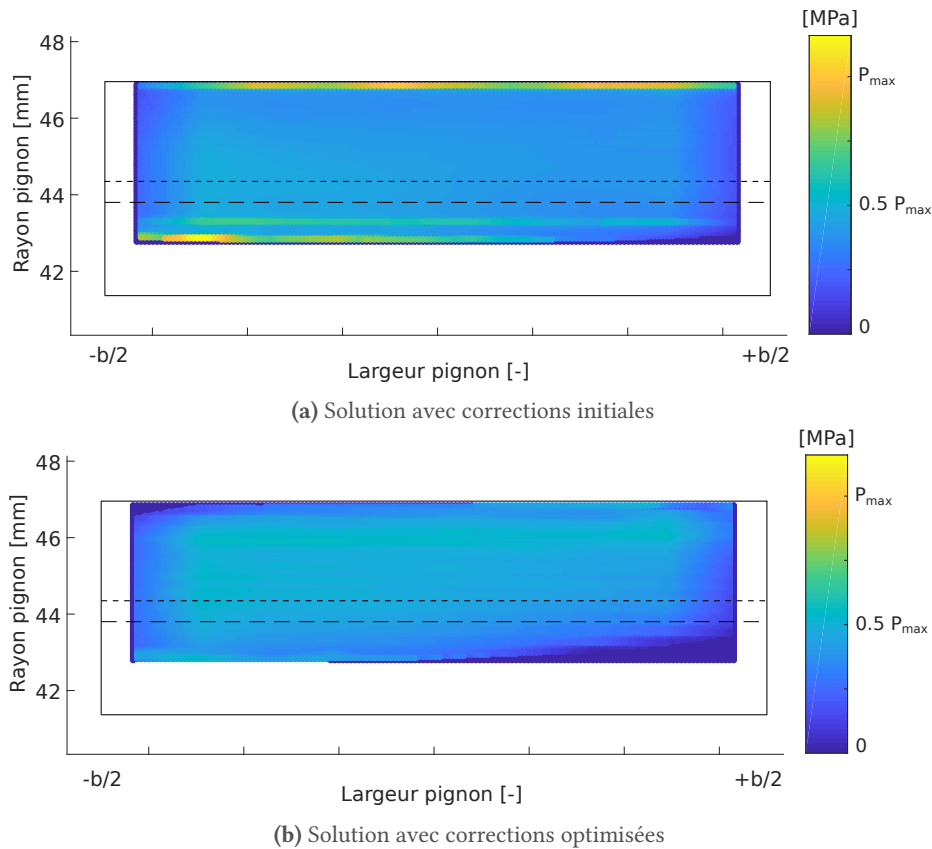 [MPa]
48
46
44
42
Rayon pignon [mm]
P_max
0.5 P_max
0
-b/2
+b/2
Largeur pignon [-]
(a) Solution avec corrections initiales
[MPa]
48
46
44
42
Rayon pignon [mm]
P_max
0.5 P_max
0
-b/2
+b/2
Largeur pignon [-]
(b) Solution avec corrections optimisées